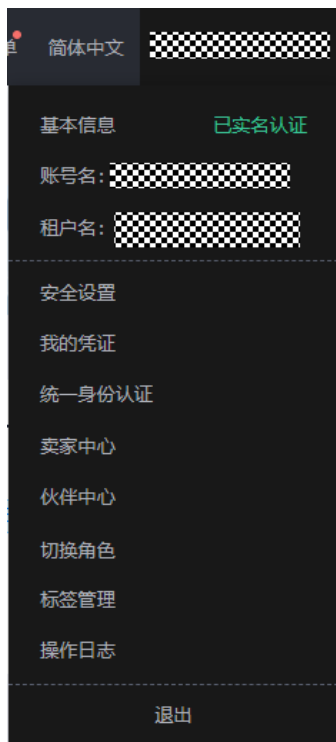 简体中文
基本信息 已实名认证
账号名:
租户名:
安全设置
我的凭证
统一身份认证
卖家中心
伙伴中心
切换角色
标签管理
操作日志
退出